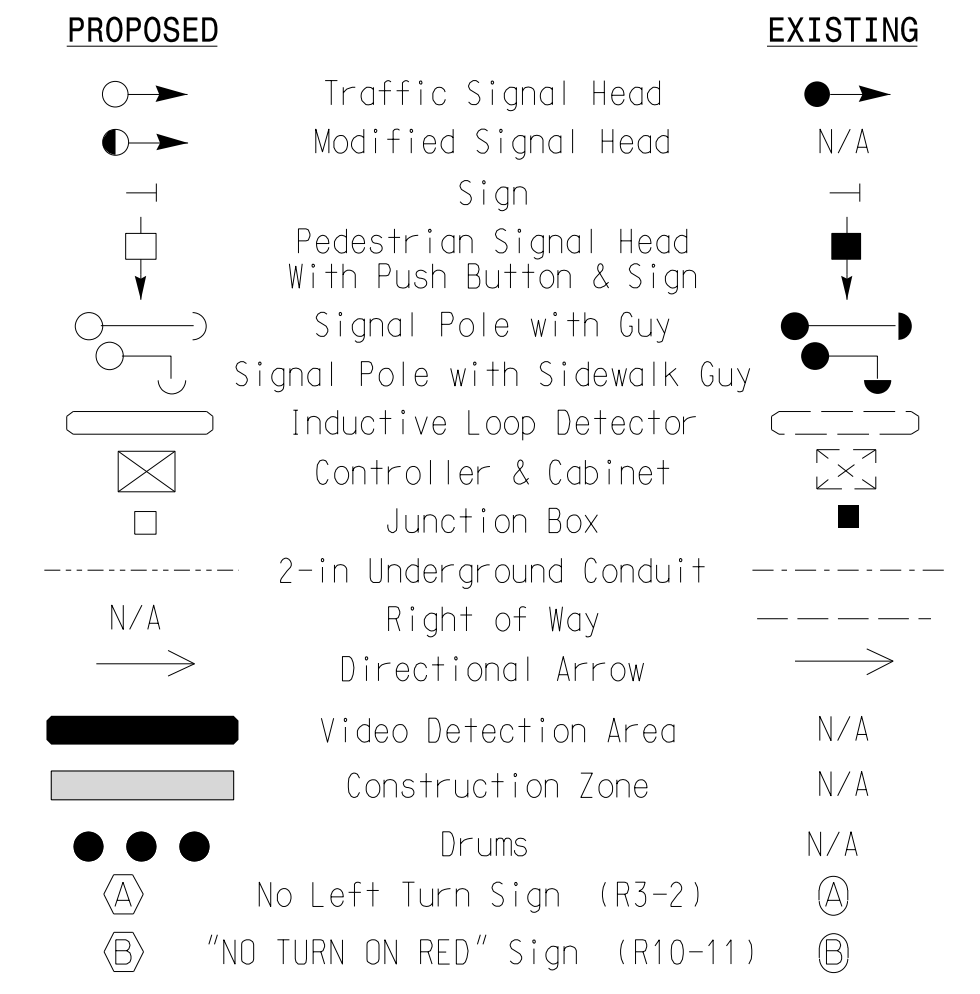 PROPOSED EXISTING
Traffic Signal Head
Modified Signal Head N/A
Sign
Pedestrian Signal Head
With Push Button & Sign
Signal Pole with Guy
Signal Pole with Sidewalk Guy
Inductive Loop Detector
Controller & Cabinet
Junction Box
2-in Underground Conduit
N/A Right of Way
Directional Arrow
Video Detection Area N/A
Construction Zone N/A
Drums N/A
A No Left Turn Sign (R3-2) A
B "NO TURN ON RED" Sign (R10-11) B